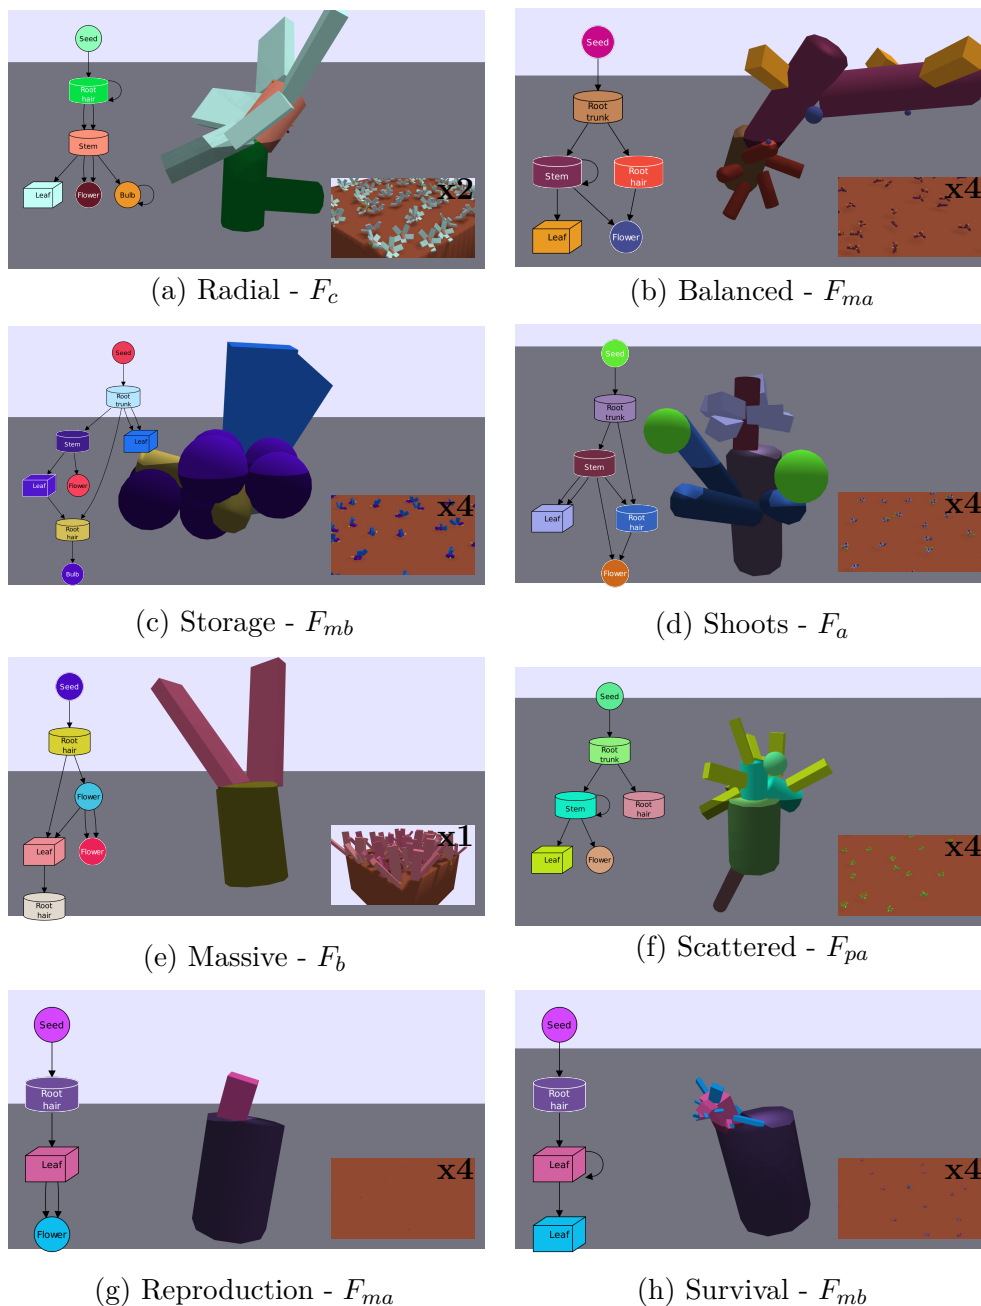 Seed
Root
hair
Stem
Leaf
Flower
Bulb
x2
(a) Radial - F_c
Seed
Root
trunk
Stem
Root
hair
Leaf
Flower
x4
(b) Balanced - F_ma
Seed
Root
trunk
Stem
Leaf
Leaf
Flower
Root
hair
Bulb
x4
(c) Storage - F_mb
Seed
Root
trunk
Stem
Leaf
Root
hair
Flower
x4
(d) Shoots - F_a
Seed
Root
hair
Flower
Leaf
Flower
Root
hair
x1
(e) Massive - F_b
Seed
Root
trunk
Stem
Root
hair
Leaf
Flower
x4
(f) Scattered - F_pa
Seed
Root
hair
Leaf
Flower
x4
(g) Reproduction - F_ma
Seed
Root
hair
Leaf
Leaf
x4
(h) Survival - F_mb